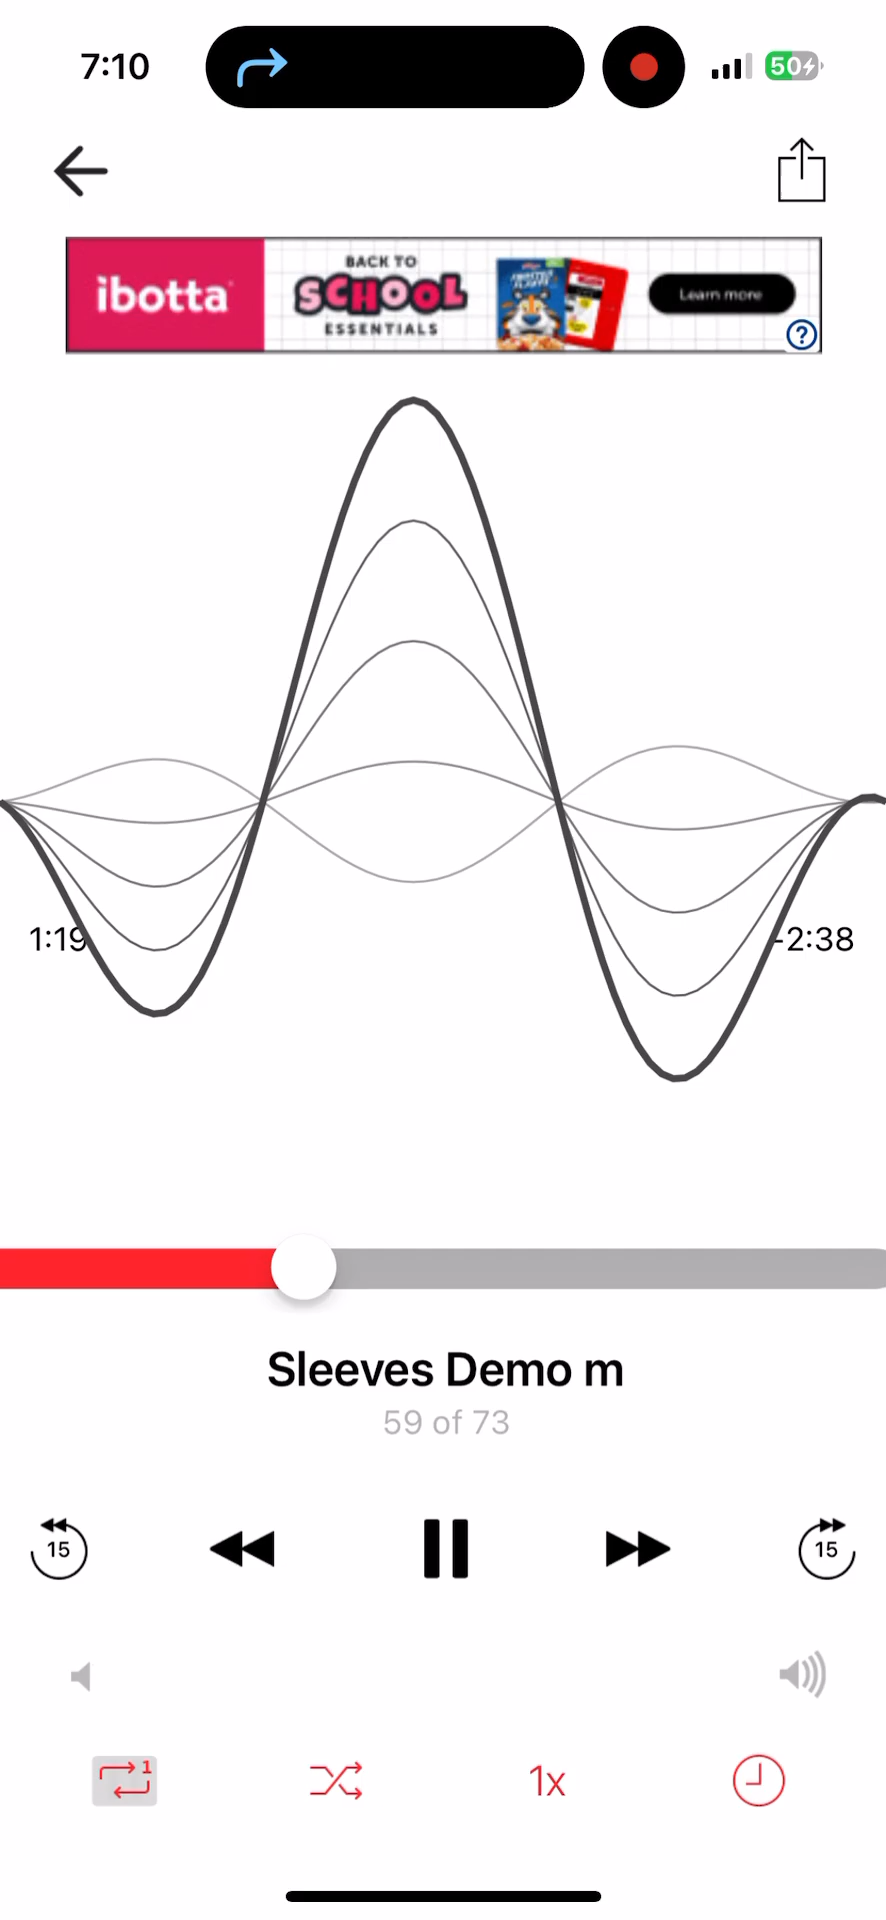 7:10
50
ibotta
BACK TO
SCHOOL
ESSENTIALS
Learn more
?
1:19
-2:38
Sleeves Demo m
59 of 73
15
15
1
1x